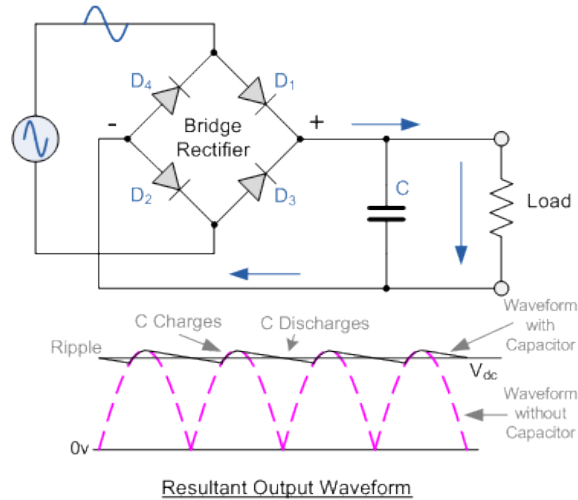 D4
D1
-
Bridge
Rectifier
+
D2
D3
C
Load
Waveform
with
Capacitor
C Charges
C Discharges
Ripple
Vdc
Waveform
without
Capacitor
0v
Resultant Output Waveform